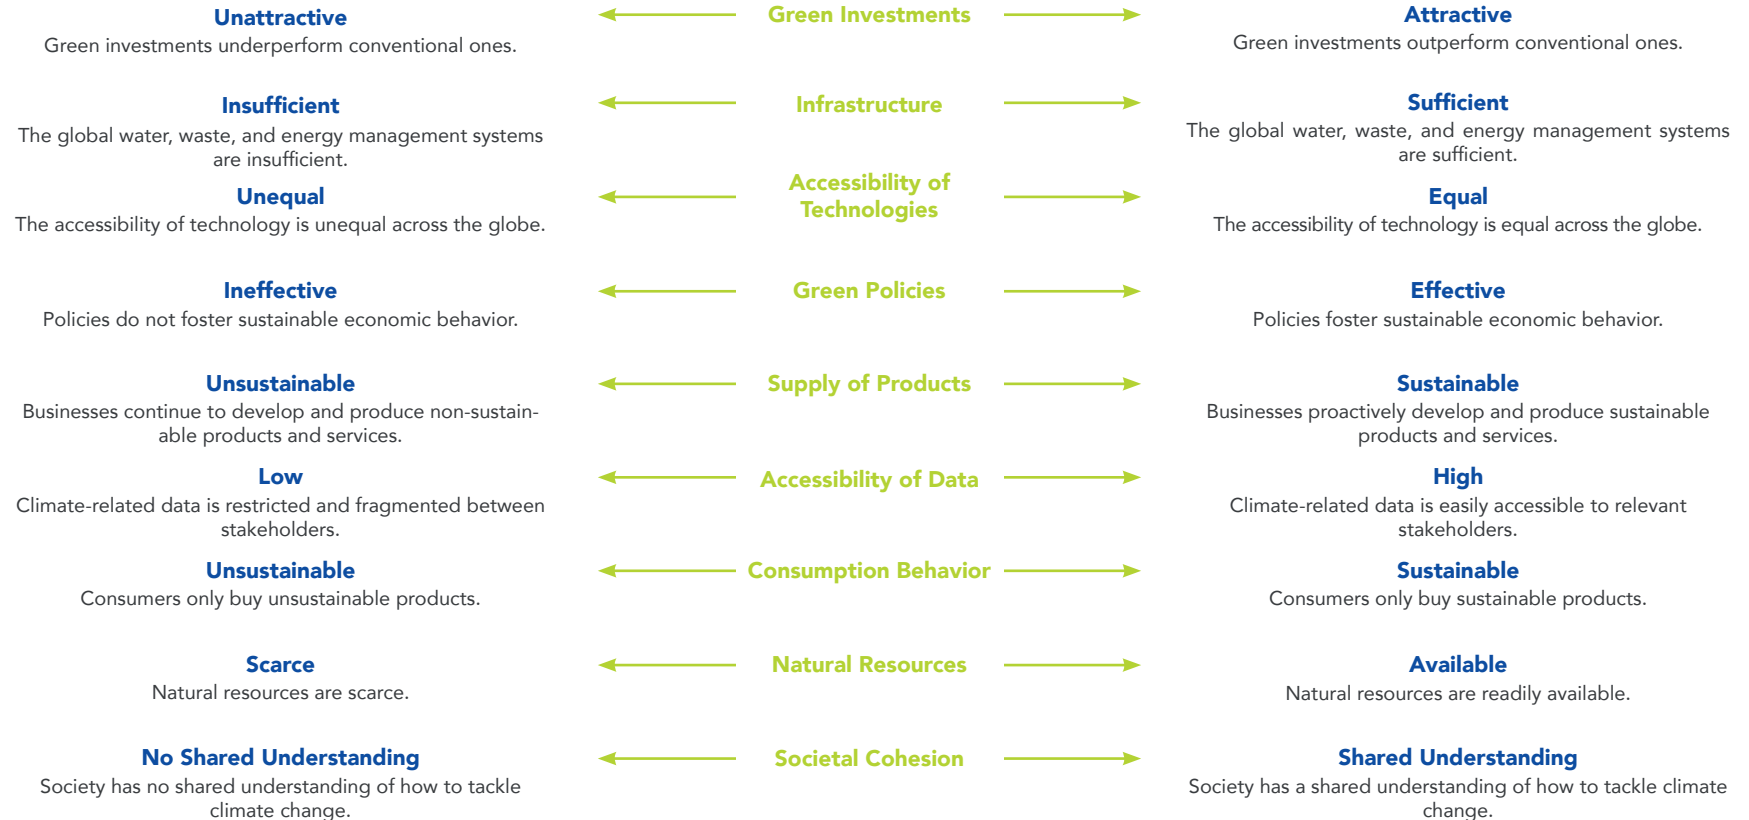 Unattractive
Green investments underperform conventional ones.
Green Investments
Attractive
Green investments outperform conventional ones.
Insufficient
The global water, waste, and energy management systems
are insufficient.
Infrastructure
Sufficient
The global water, waste, and energy management systems
are sufficient.
Unequal
The accessibility of technology is unequal across the globe.
Accessibility of
Technologies
Equal
The accessibility of technology is equal across the globe.
Ineffective
Policies do not foster sustainable economic behavior.
Green Policies
Effective
Policies foster sustainable economic behavior.
Unsustainable
Businesses continue to develop and produce non-sustain-
able products and services.
Supply of Products
Sustainable
Businesses proactively develop and produce sustainable
products and services.
Low
Climate-related data is restricted and fragmented between
stakeholders.
Accessibility of Data
High
Climate-related data is easily accessible to relevant
stakeholders.
Unsustainable
Consumers only buy unsustainable products.
Consumption Behavior
Sustainable
Consumers only buy sustainable products.
Scarce
Natural resources are scarce.
Natural Resources
Available
Natural resources are readily available.
No Shared Understanding
Society has no shared understanding of how to tackle
climate change.
Societal Cohesion
Shared Understanding
Society has a shared understanding of how to tackle climate
change.